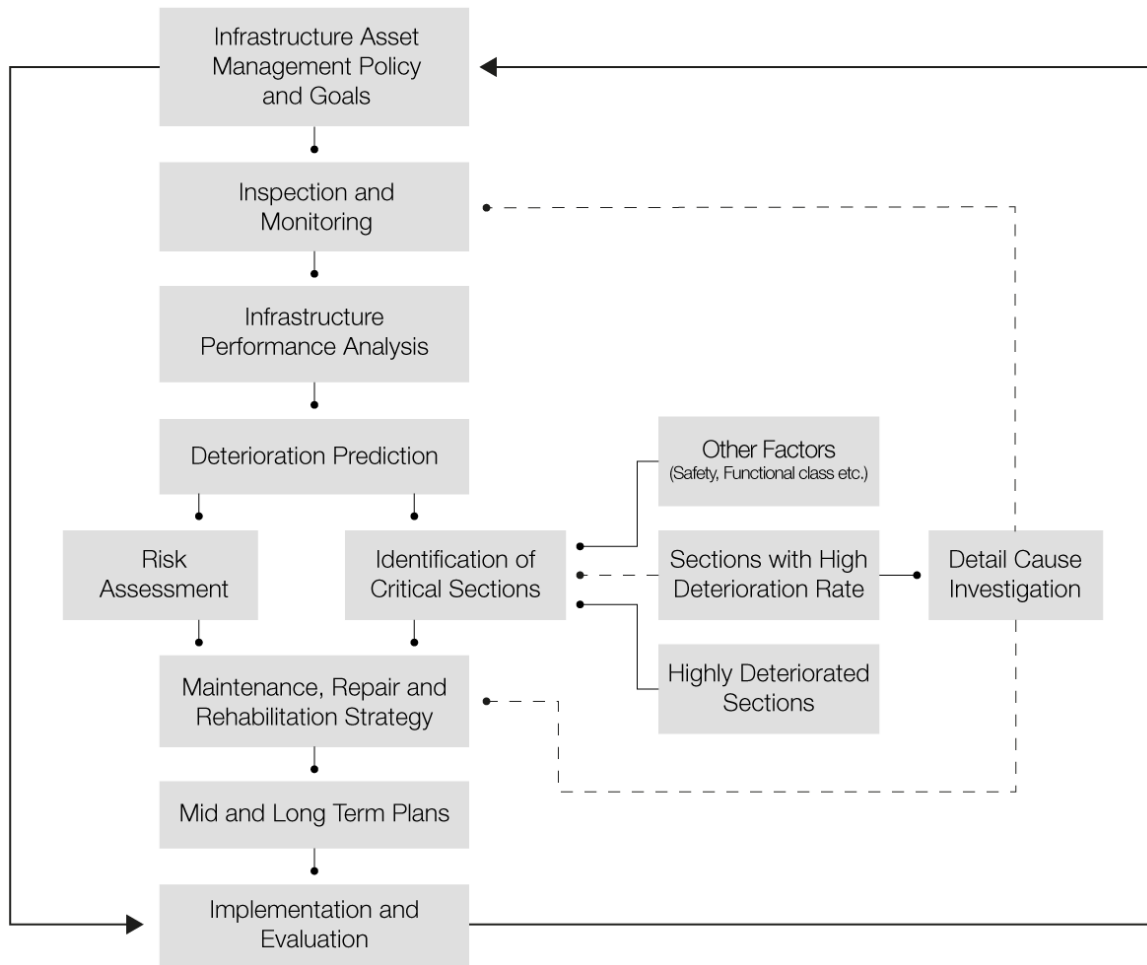 Infrastructure Asset
Management Policy
and Goals
Inspection and
Monitoring
Infrastructure
Performance Analysis
Deterioration Prediction
Other Factors
(Safety, Functional class etc.)
Risk
Assessment
Identification of
Critical Sections
Sections with High
Deterioration Rate
Detail Cause
Investigation
Maintenance, Repair and
Rehabilitation Strategy
Highly Deteriorated
Sections
Mid and Long Term Plans
Implementation and
Evaluation